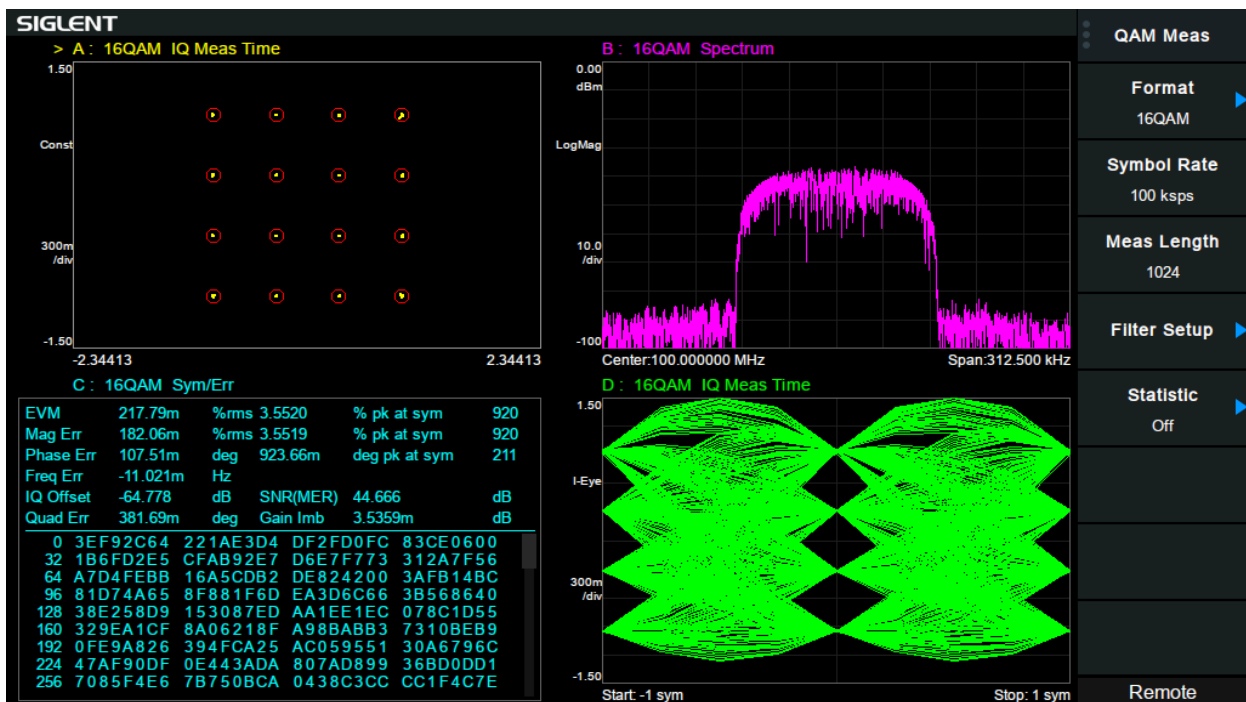 SIGLENT
> A : 16QAM IQ Meas Time
1.50
Const
300m
/div
-1.50
-2.34413 2.34413
B : 16QAM Spectrum
0.00
dBm
LogMag
10.0
/div
-100
Center:100.000000 MHz Span:312.500 kHz
C : 16QAM Sym/Err
EVM 217.79m %rms 3.5520 % pk at sym 920
Mag Err 182.06m %rms 3.5519 % pk at sym 920
Phase Err 107.51m deg 923.66m deg pk at sym 211
Freq Err -11.021m Hz
IQ Offset -64.778 dB SNR(MER) 44.666 dB
Quad Err 381.69m deg Gain Imb 3.5359m dB
0 3EF92C64 221AE3D4 DF2FD0FC 83CE0600
32 1B6FD2E5 CFAB92E7 D6E7F773 312A7F56
64 A7D4FEBB 16A5CDB2 DE824200 3AFB14BC
96 81D74A65 8F881F6D EA3D6C66 3B568640
128 38E258D9 153087ED AA1EE1EC 078C1D55
160 329EA1CF 8A06218F A98BABB3 7310BEB9
192 0FE9A826 394FCA25 AC059551 30A6796C
224 47AF90DF 0E443ADA 807AD899 36BD0DD1
256 7085F4E6 7B750BCA 0438C3CC CC1F4C7E
D : 16QAM IQ Meas Time
1.50
I-Eye
300m
/div
-1.50
Start: -1 sym Stop: 1 sym
QAM Meas
Format
16QAM
Symbol Rate
100 ksps
Meas Length
1024
Filter Setup
Statistic
Off
Remote